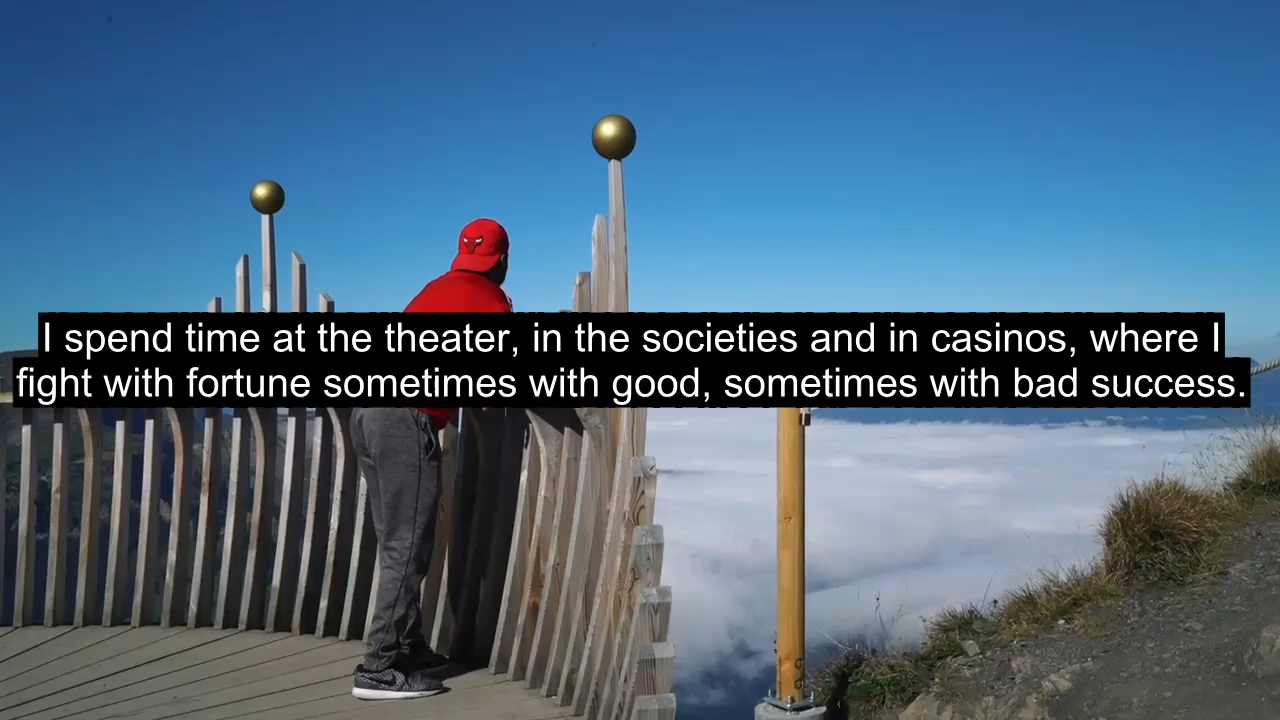 I spend time at the theater, in the societies and in casinos, where I
fight with fortune sometimes with good, sometimes with bad success.